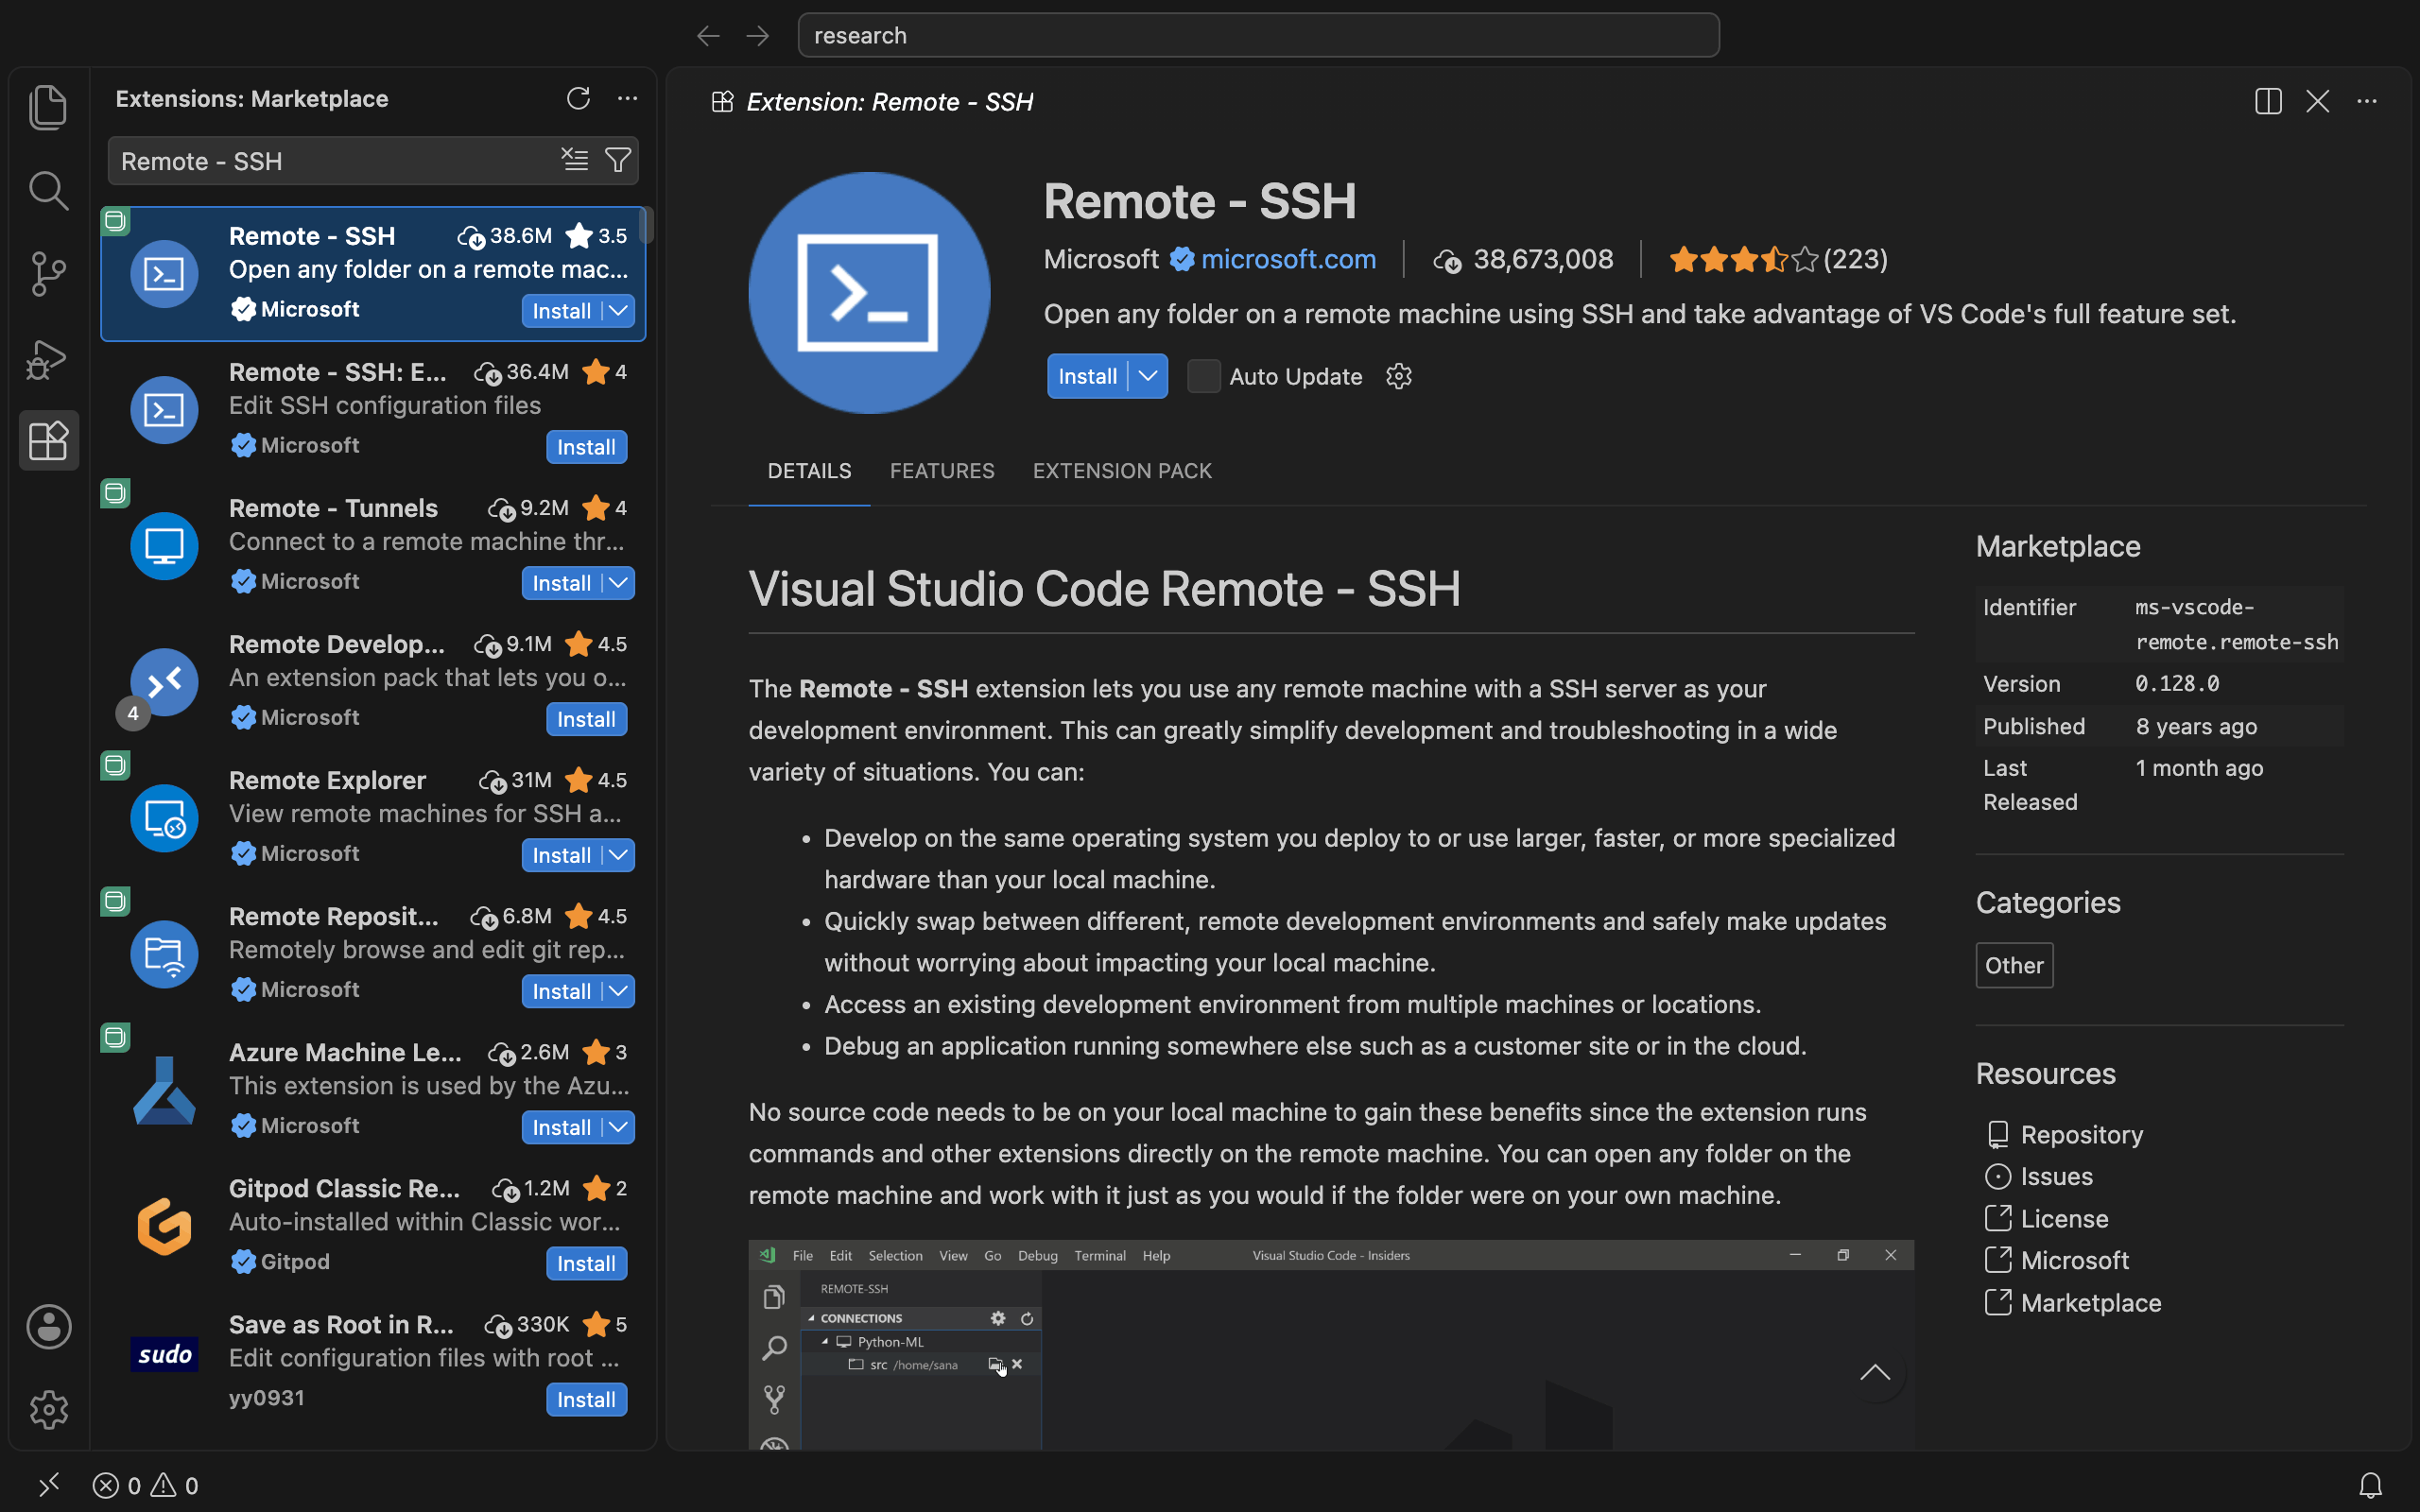 research
Extensions: Marketplace
Remote - SSH
Remote - SSH 38.6M 3.5
Open any folder on a remote mac...
Microsoft Install
Remote - SSH: E... 36.4M 4
Edit SSH configuration files
Microsoft Install
Remote - Tunnels 9.2M 4
Connect to a remote machine thr...
Microsoft Install
Remote Develop... 9.1M 4.5
An extension pack that lets you o...
4 Microsoft Install
Remote Explorer 31M 4.5
View remote machines for SSH a...
Microsoft Install
Remote Reposit... 6.8M 4.5
Remotely browse and edit git rep...
Microsoft Install
Azure Machine Le... 2.6M 3
This extension is used by the Azu...
Microsoft Install
Gitpod Classic Re... 1.2M 2
Auto-installed within Classic wor...
Gitpod Install
Save as Root in R... 330K 5
sudo Edit configuration files with root ...
yy0931 Install
Extension: Remote - SSH
Remote - SSH
Microsoft microsoft.com 38,673,008 (223)
Open any folder on a remote machine using SSH and take advantage of VS Code's full feature set.
Install Auto Update
DETAILS FEATURES EXTENSION PACK
Visual Studio Code Remote - SSH
The Remote - SSH extension lets you use any remote machine with a SSH server as your
development environment. This can greatly simplify development and troubleshooting in a wide
variety of situations. You can:
• Develop on the same operating system you deploy to or use larger, faster, or more specialized
hardware than your local machine.
• Quickly swap between different, remote development environments and safely make updates
without worrying about impacting your local machine.
• Access an existing development environment from multiple machines or locations.
• Debug an application running somewhere else such as a customer site or in the cloud.
No source code needs to be on your local machine to gain these benefits since the extension runs
commands and other extensions directly on the remote machine. You can open any folder on the
remote machine and work with it just as you would if the folder were on your own machine.
File Edit Selection View Go Debug Terminal Help Visual Studio Code - Insiders
REMOTE-SSH
CONNECTIONS
Python-ML
src /home/sana
Marketplace
Identifier ms-vscode-
remote.remote-ssh
Version 0.128.0
Published 8 years ago
Last 1 month ago
Released
Categories
Other
Resources
Repository
Issues
License
Microsoft
Marketplace
0 0